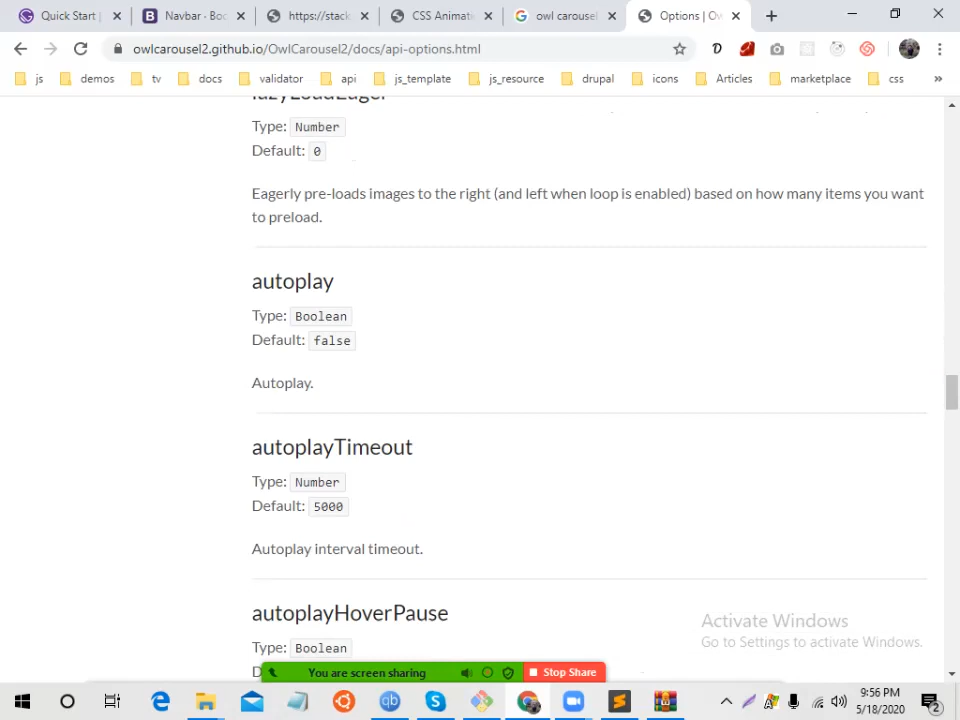 Quick Start |
Navbar · Boo
https://stack
CSS Animati
owl carousel
Options | Ow
owlcarousel2.github.io/OwlCarousel2/docs/api-options.html
js
demos
tv
docs
validator
api
js_template
js_resource
drupal
icons
Articles
marketplace
css
»
lazyLoadEager
Type: Number
Default: 0
Eagerly pre-loads images to the right (and left when loop is enabled) based on how many items you want
to preload.
autoplay
Type: Boolean
Default: false
Autoplay.
autoplayTimeout
Type: Number
Default: 5000
Autoplay interval timeout.
autoplayHoverPause
Type: Boolean
Activate Windows
Go to Settings to activate Windows.
You are screen sharing
Stop Share
9:56 PM
5/18/2020
2